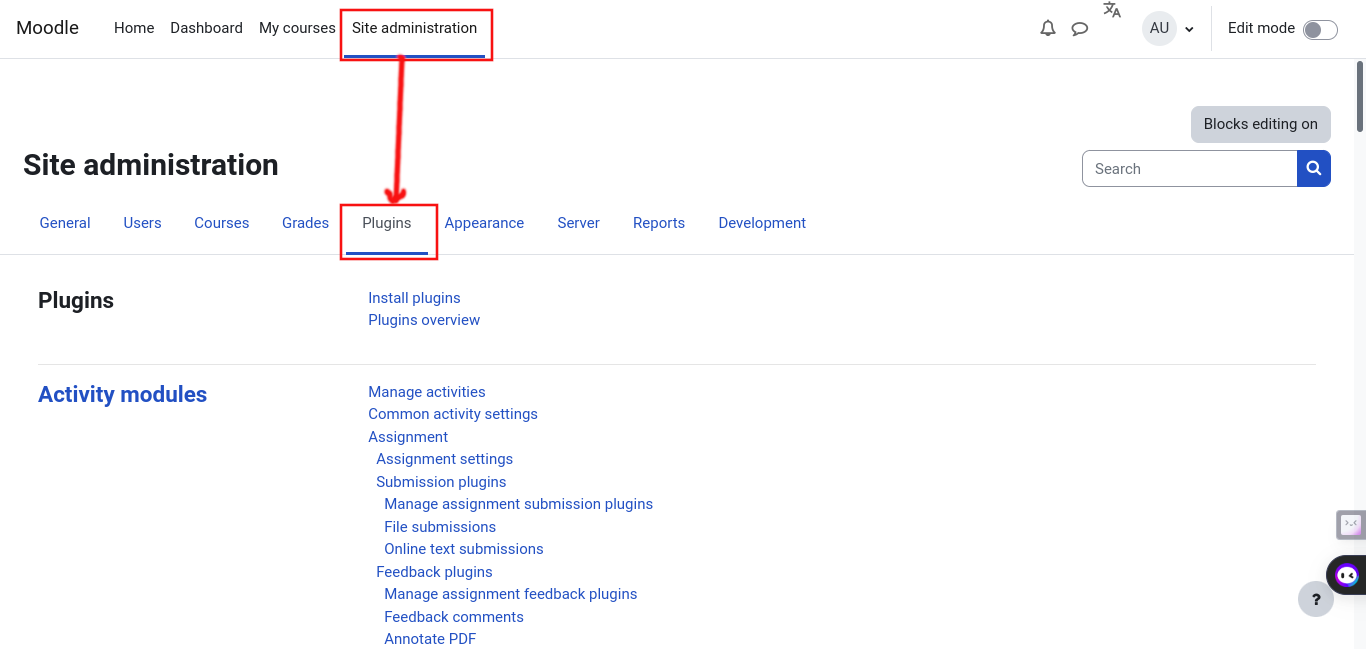 Moodle Home Dashboard My courses Site administration AU Edit mode
Blocks editing on
Site administration
Search
General Users Courses Grades Plugins Appearance Server Reports Development
Plugins
Install plugins
Plugins overview
Activity modules
Manage activities
Common activity settings
Assignment
Assignment settings
Submission plugins
Manage assignment submission plugins
File submissions
Online text submissions
Feedback plugins
Manage assignment feedback plugins
Feedback comments
Annotate PDF
?